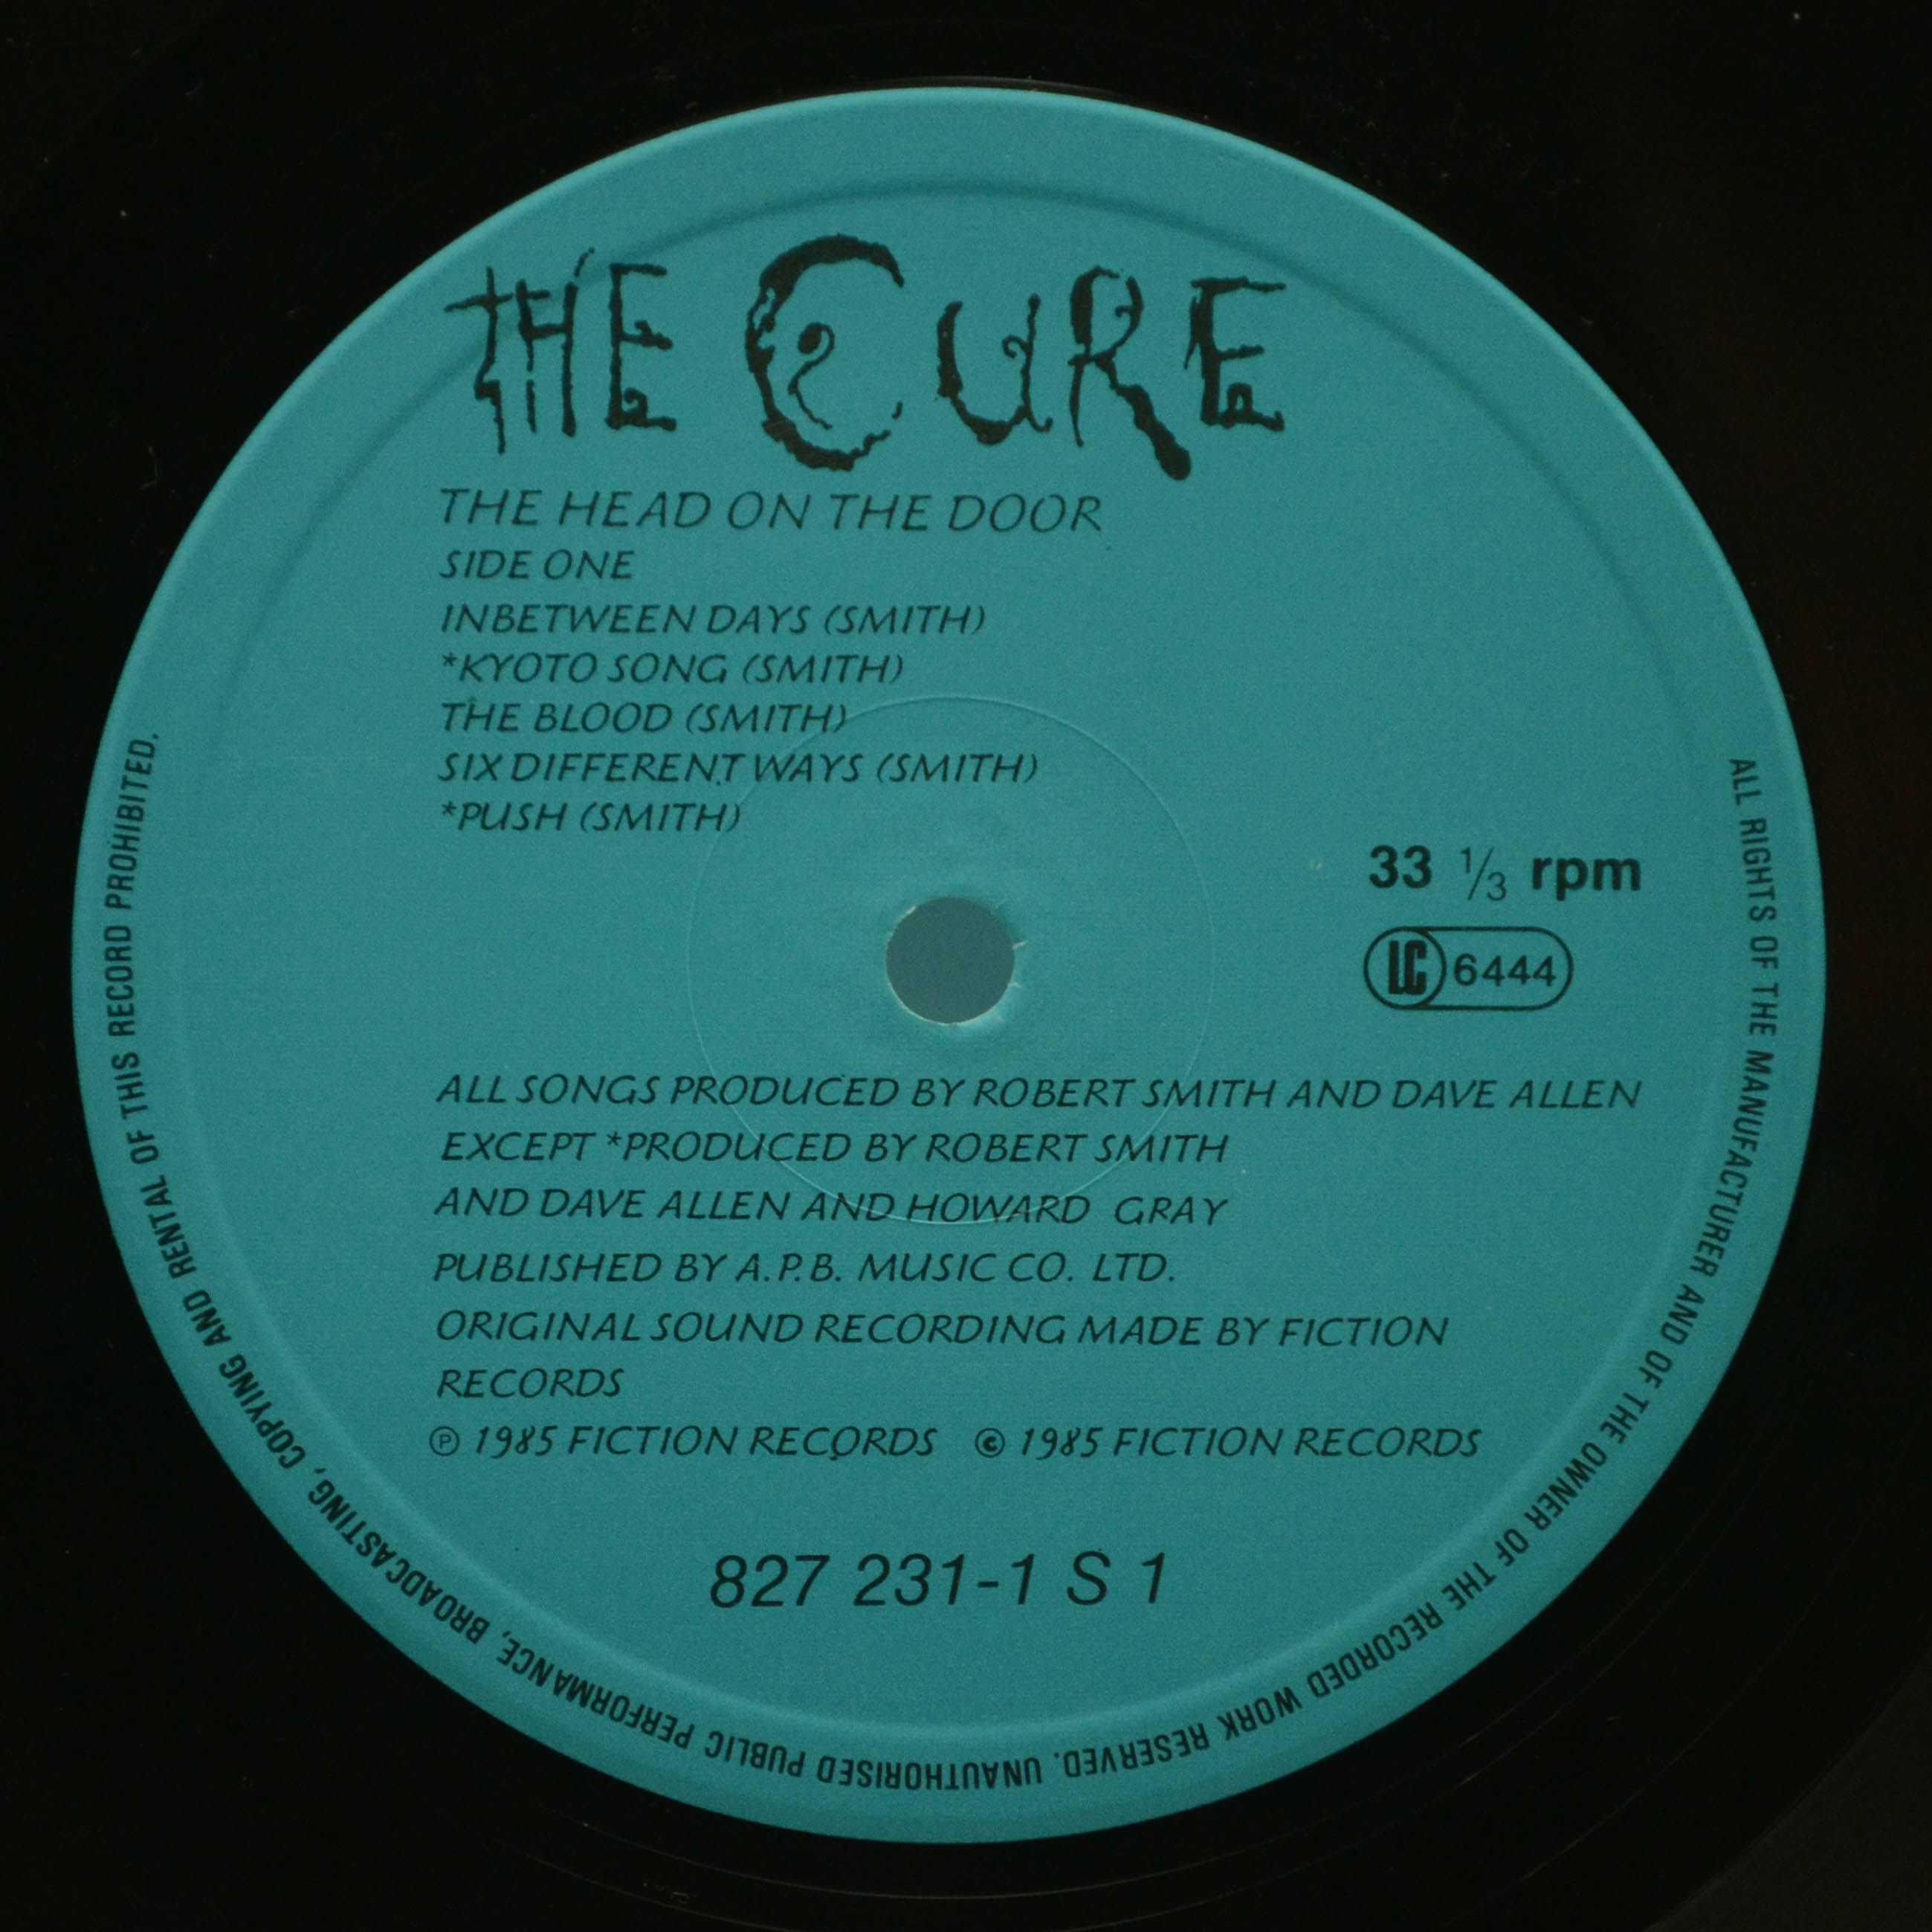 THE CURE
THE HEAD ON THE DOOR
SIDE ONE
INBETWEEN DAYS (SMITH)
*KYOTO SONG (SMITH)
THE BLOOD (SMITH)
SIX DIFFERENT WAYS (SMITH)
*PUSH (SMITH)
33 1/3 rpm
LC 6444
ALL SONGS PRODUCED BY ROBERT SMITH AND DAVE ALLEN
EXCEPT *PRODUCED BY ROBERT SMITH
AND DAVE ALLEN AND HOWARD GRAY
PUBLISHED BY A.P.B. MUSIC CO. LTD.
ORIGINAL SOUND RECORDING MADE BY FICTION
RECORDS
℗ 1985 FICTION RECORDS © 1985 FICTION RECORDS
827 231-1 S 1
ALL RIGHTS OF THE MANUFACTURER AND OF THE OWNER OF THE RECORDED WORK RESERVED. UNAUTHORISED PUBLIC PERFORMANCE, BROADCASTING, COPYING AND RENTAL OF THIS RECORD PROHIBITED.